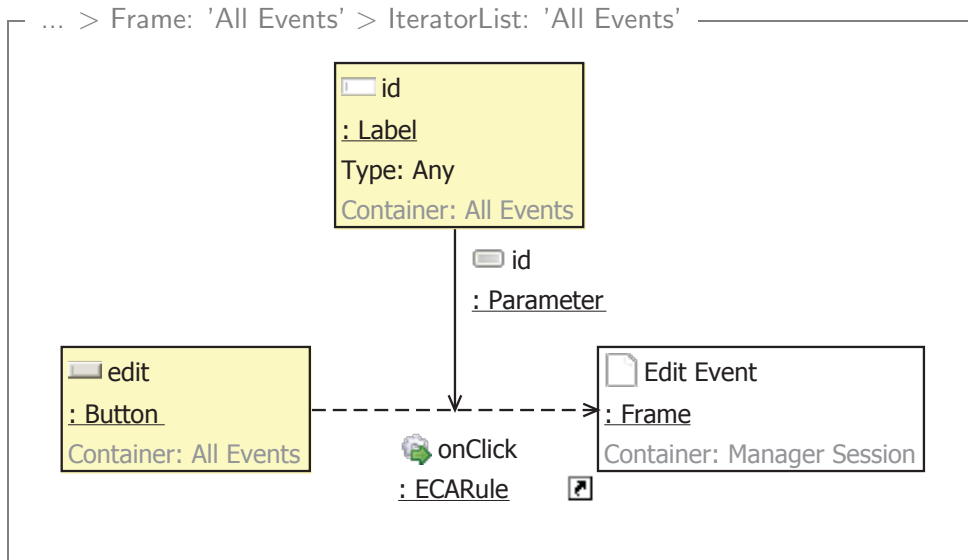 ... > Frame: 'All Events' > IteratorList: 'All Events'
id
: Label
Type: Any
Container: All Events
id
: Parameter
edit
: Button
Container: All Events
Edit Event
: Frame
Container: Manager Session
onClick
: ECARule